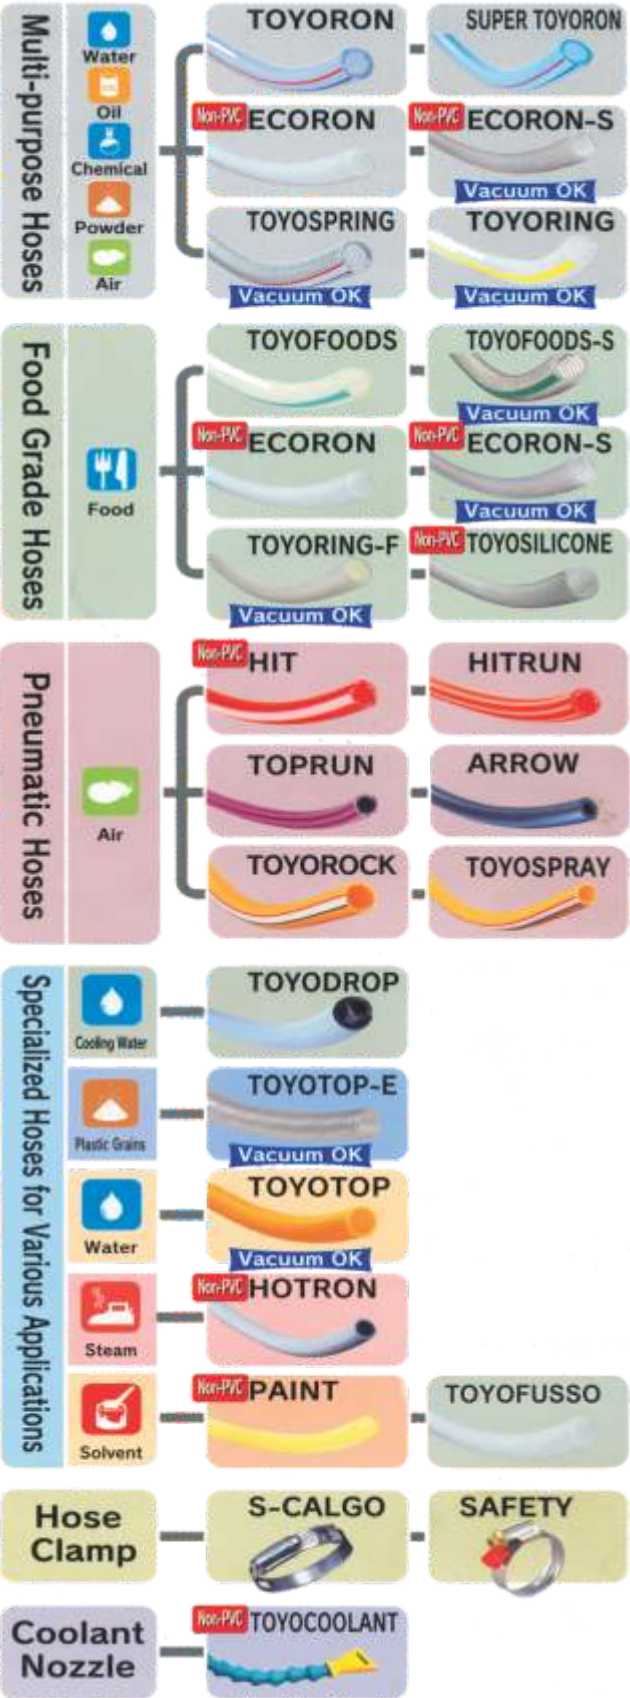 Multi-purpose Hoses
Water
Oil
Chemical
Powder
Air
TOYORON
SUPER TOYORON
Non-PVC ECORON
Non-PVC ECORON-S
Vacuum OK
TOYOSPRING
Vacuum OK
TOYORING
Vacuum OK
Food Grade Hoses
Food
TOYOFOODS
TOYOFOODS-S
Vacuum OK
Non-PVC ECORON
Non-PVC ECORON-S
Vacuum OK
TOYORING-F
Vacuum OK
Non-PVC TOYOSILICONE
Pneumatic Hoses
Air
Non-PVC HIT
HITRUN
TOPRUN
ARROW
TOYOROCK
TOYOSPRAY
Specialized Hoses for Various Applications
Cooling Water
TOYODROP
Plastic Grains
TOYOTOP-E
Vacuum OK
Water
TOYOTOP
Vacuum OK
Steam
Non-PVC HOTRON
Solvent
Non-PVC PAINT
TOYOFUSSO
Hose
Clamp
S-CALGO
SAFETY
Coolant
Nozzle
Non-PVC TOYOCOOLANT